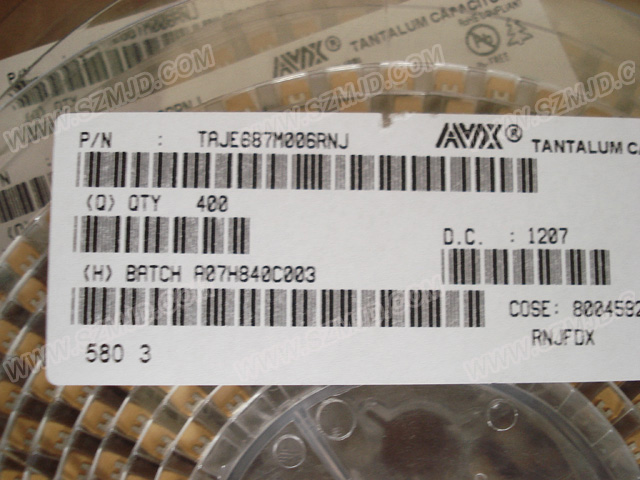 P/N : TAJE687M006RNJ AVX® TANTALUM CA
(Q) QTY 400
D.C. : 1207
(H) BATCH A07H840C003
COSE: 8004592
RNJFDX
580 3
AVX® TANTALUM CAPACITOR
P/N
WWW.SZMJD.COM